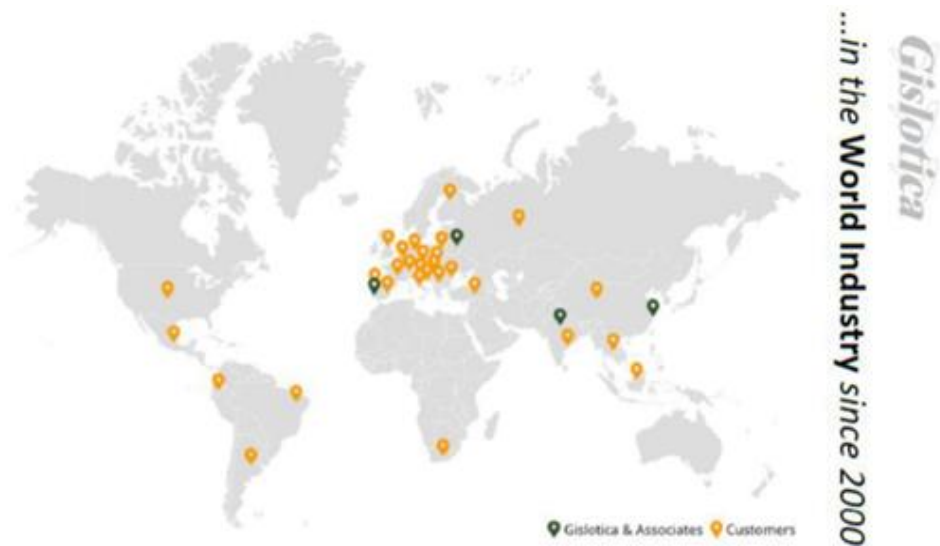 Gislotica
...in the World Industry since 2000
Gislotica & Associates Customers